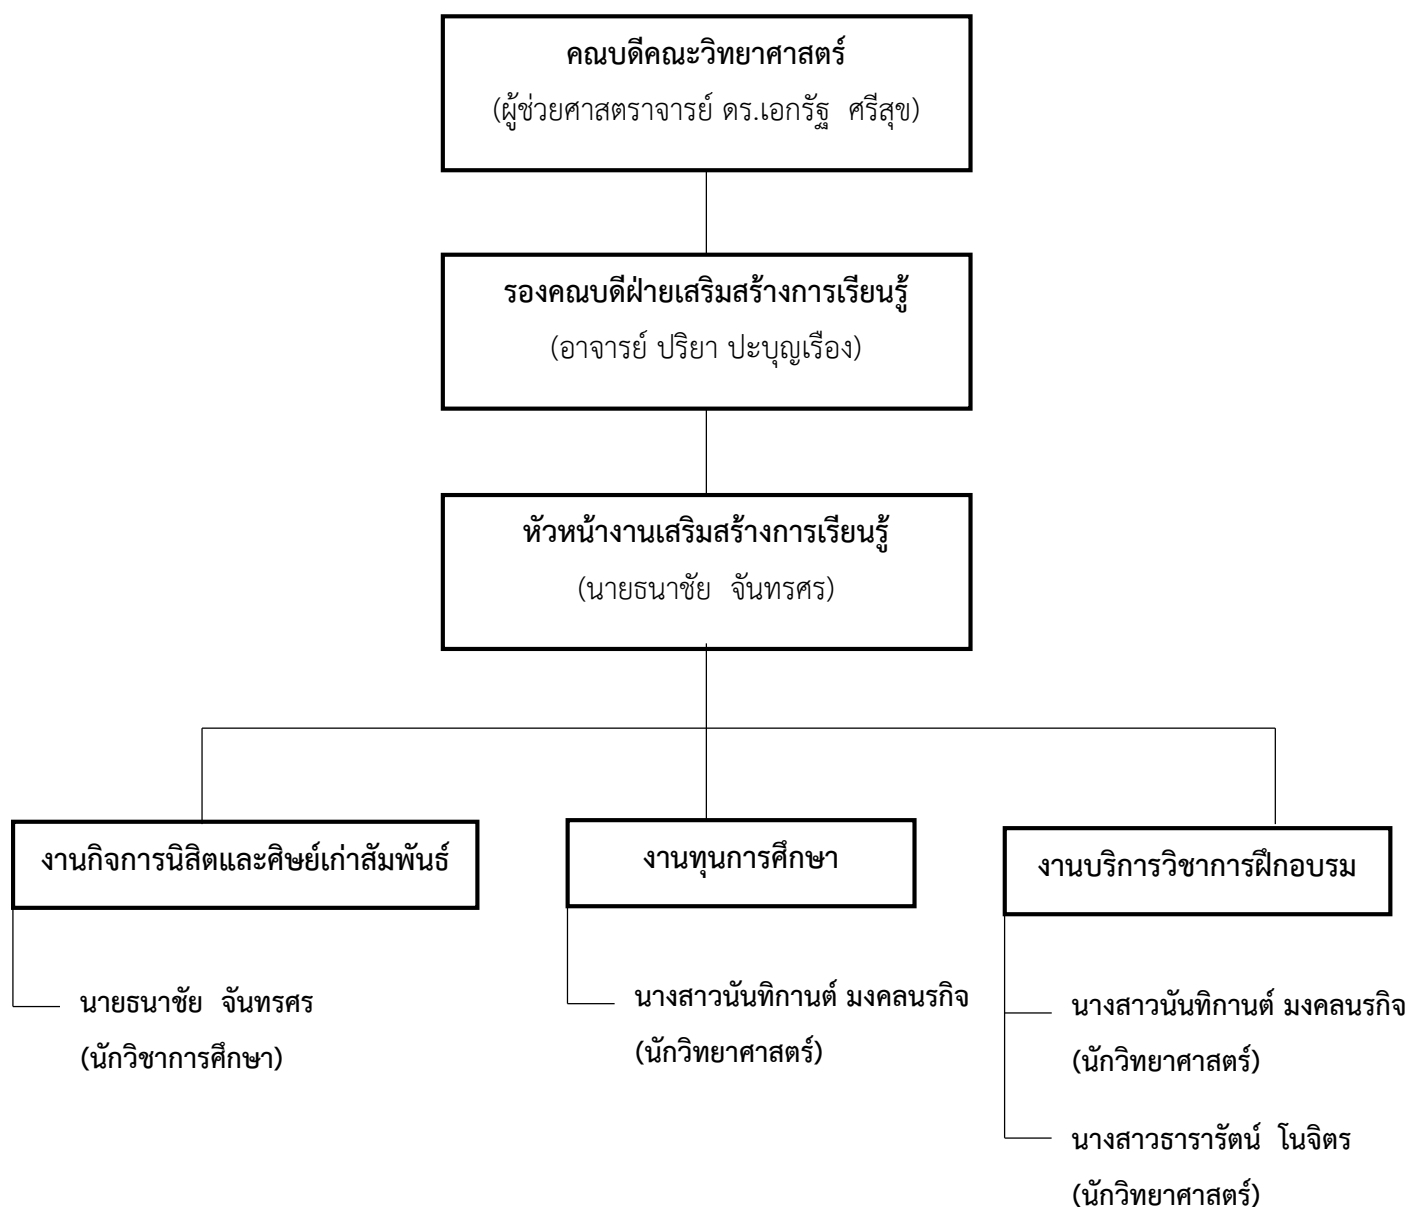 คณบดีคณะวิทยาศาสตร์
(ผู้ช่วยศาสตราจารย์ ดร.เอกรัฐ  ศรีสุข)
รองคณบดีฝ่ายเสริมสร้างการเรียนรู้
(อาจารย์ ปริยา ปะบุญเรือง)
หัวหน้างานเสริมสร้างการเรียนรู้
(นายธนาชัย  จันทรศร)
งานกิจการนิสิตและศิษย์เก่าสัมพันธ์
นายธนาชัย  จันทรศร
(นักวิชาการศึกษา)
งานทุนการศึกษา
นางสาวนันทิกานต์ มงคลนรกิจ
(นักวิทยาศาสตร์)
งานบริการวิชาการฝึกอบรม
นางสาวนันทิกานต์ มงคลนรกิจ
(นักวิทยาศาสตร์)
นางสาวธารารัตน์  โนจิตร
(นักวิทยาศาสตร์)